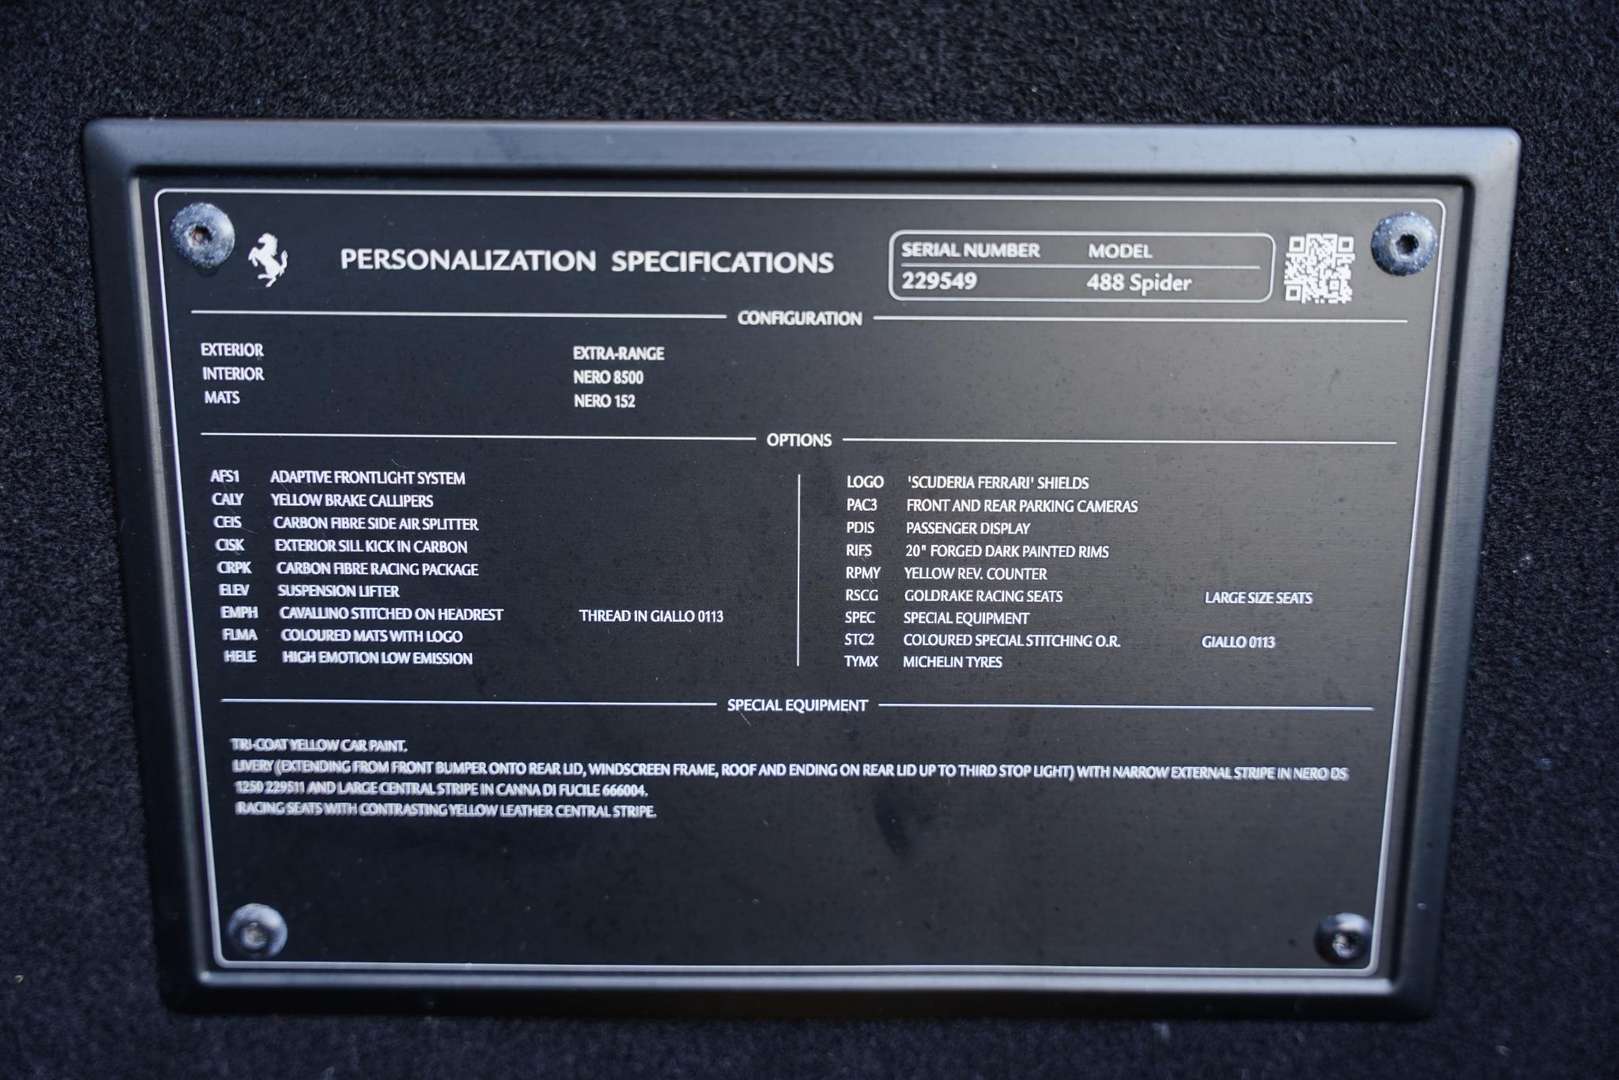 PERSONALIZATION SPECIFICATIONS
SERIAL NUMBER MODEL
229549 488 Spider
CONFIGURATION
EXTERIOR EXTRA-RANGE
INTERIOR NERO 8500
MATS NERO 152
OPTIONS
AFS1 ADAPTIVE FRONTLIGHT SYSTEM
CALY YELLOW BRAKE CALLIPERS
CEIS CARBON FIBRE SIDE AIR SPLITTER
CISK EXTERIOR SILL KICK IN CARBON
CRPK CARBON FIBRE RACING PACKAGE
ELEV SUSPENSION LIFTER
EMPH CAVALLINO STITCHED ON HEADREST THREAD IN GIALLO 0113
FLMA COLOURED MATS WITH LOGO
HELE HIGH EMOTION LOW EMISSION
LOGO 'SCUDERIA FERRARI' SHIELDS
PAC3 FRONT AND REAR PARKING CAMERAS
PDIS PASSENGER DISPLAY
RIFS 20" FORGED DARK PAINTED RIMS
RPMY YELLOW REV. COUNTER
RSCG GOLDRAKE RACING SEATS LARGE SIZE SEATS
SPEC SPECIAL EQUIPMENT
STC2 COLOURED SPECIAL STITCHING O.R. GIALLO 0113
TYMX MICHELIN TYRES
SPECIAL EQUIPMENT
TRI-COAT YELLOW CAR PAINT.
LIVERY (EXTENDING FROM FRONT BUMPER ONTO REAR LID, WINDSCREEN FRAME, ROOF AND ENDING ON REAR LID UP TO THIRD STOP LIGHT) WITH NARROW EXTERNAL STRIPE IN NERO DS
1250 229511 AND LARGE CENTRAL STRIPE IN CANNA DI FUCILE 666004.
RACING SEATS WITH CONTRASTING YELLOW LEATHER CENTRAL STRIPE.